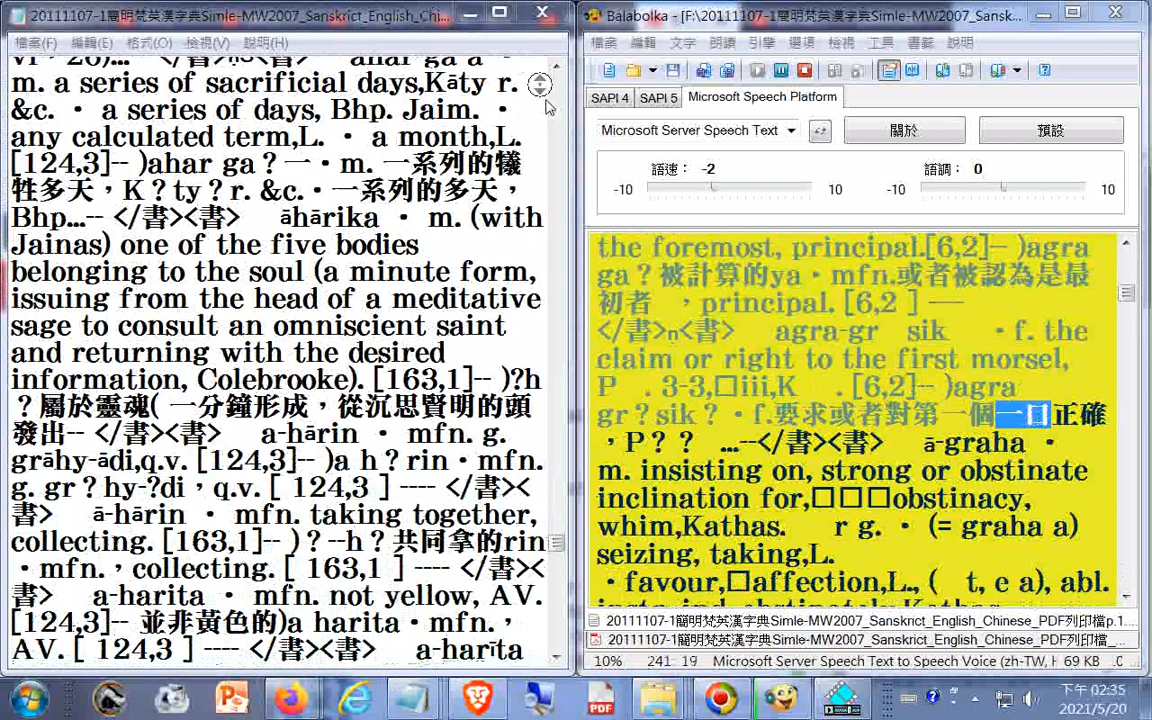 20111107-1簡明梵英漢字典Simle-MW2007_Sanskrict_English_Chi...
檔案(F) 編輯(E) 格式(O) 檢視(V) 說明(H)
m. a series of sacrificial days,Kāty r.
&c. • a series of days, Bhp. Jaim. •
any calculated term,L. • a month,L.
[124,3]-- )ahar ga？一‧m. 一系列的犧
牲多天，K？ty？r. &c.‧一系列的多天，
Bhp...-- </書><書> āhārika • m. (with
Jainas) one of the five bodies
belonging to the soul (a minute form,
issuing from the head of a meditative
sage to consult an omniscient saint
and returning with the desired
information, Colebrooke). [163,1]-- )?h
？屬於靈魂( 一分鐘形成，從沉思賢明的頭
發出-- </書><書> a-hārin • mfn. g.
grāhy-ādi,q.v. [124,3]-- )a h？rin‧mfn.
g. gr？hy-?di，q.v. [ 124,3 ] ---- </書><
書> ā-hārin • mfn. taking together,
collecting. [163,1]-- )？--h？共同拿的rin
‧mfn.，collecting. [ 163,1 ] ---- </書><
書> a-harita • mfn. not yellow, AV.
[124,3]-- 並非黃色的)a harita‧mfn.，
AV. [ 124,3 ] ---- </書><書> a-harīta
Balabolka - [F:\20111107-1簡明梵英漢字典Simle-MW2007_Sansk...
檔案 編輯 文字 朗讀 引擎 選項 檢視 工具 書籤 說明
SAPI 4 SAPI 5 Microsoft Speech Platform
Microsoft Server Speech Text 關於 預設
語速： -2 語調： 0
-10 10 -10 10
the foremost, principal.[6,2]-- )agra
ga？被計算的ya‧mfn.或者被認為是最
初者 ，principal. [6,2 ] ----
</書>ṇ<書> agra-gr sik • f. the
claim or right to the first morsel,
P . 3-3,□iii,K . [6,2]-- )agra
gr？sik？‧f.要求或者對第一個一口正確
，P？？ ...--</書><書> ā-graha •
m. insisting on, strong or obstinate
inclination for,□□□obstinacy,
whim,Kathas. r g. • (= graha a)
seizing, taking,L.
•favour,□affection,L., ( t, e a), abl.
20111107-1簡明梵英漢字典Simle-MW2007_Sanskrict_English_Chinese_PDF列印檔p.1...
20111107-1簡明梵英漢字典Simle-MW2007_Sanskrict_English_Chinese_PDF列印檔_...
10% 241: 19 Microsoft Server Speech Text to Speech Voice (zh-TW, H 69 KB
PDF
下午 02:35
2021/5/20